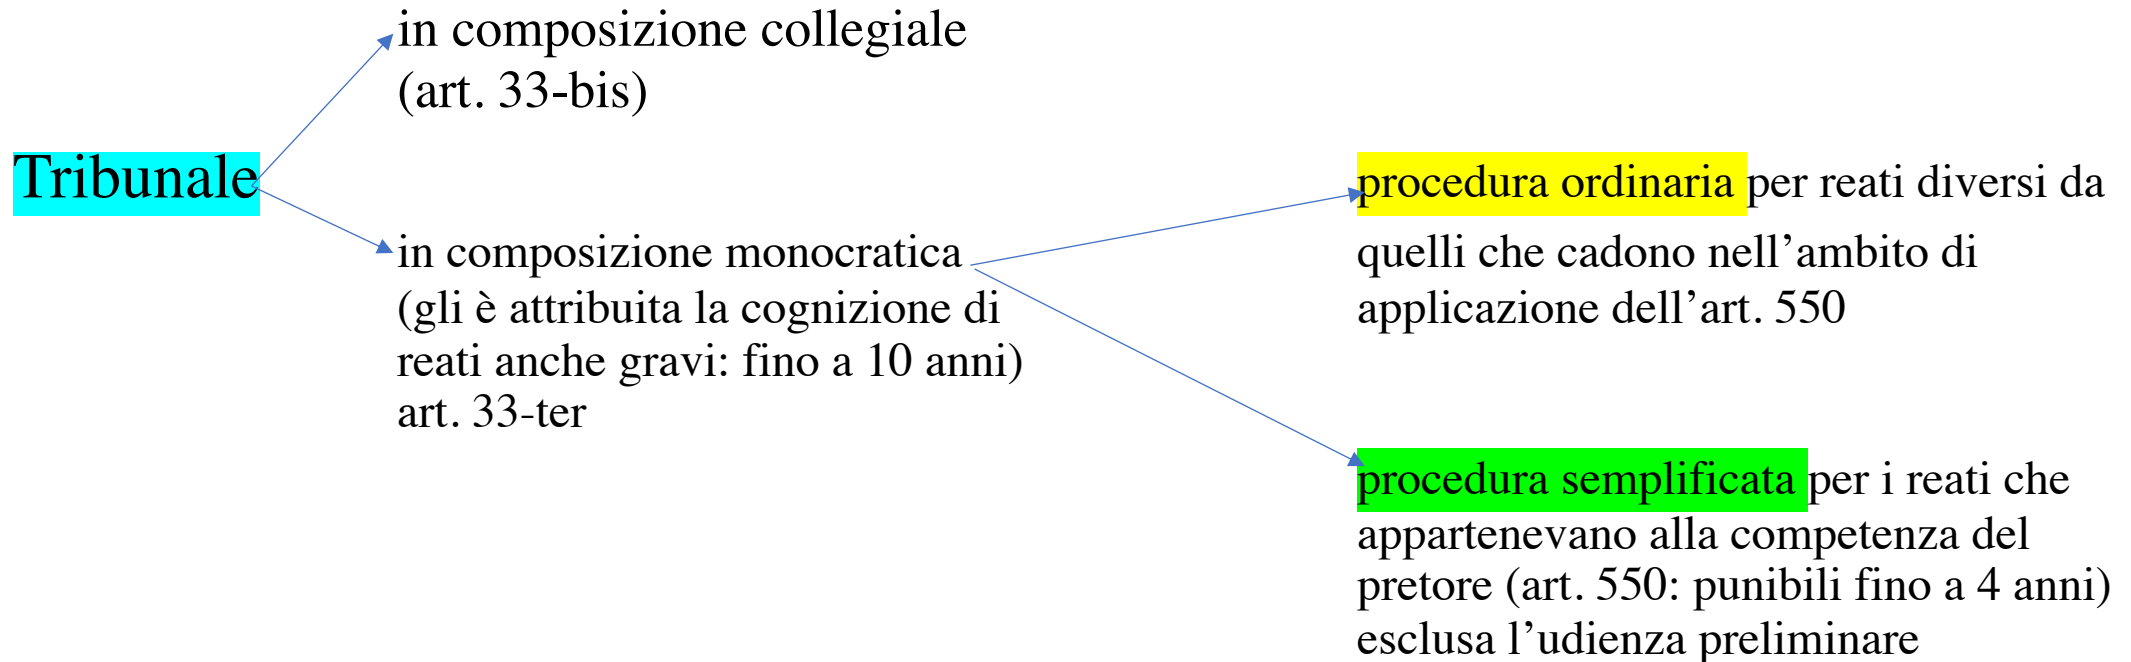 in composizione collegiale
(art. 33-bis)
Tribunale
in composizione monocratica
(gli è attribuita la cognizione di
reati anche gravi: fino a 10 anni)
art. 33-ter
procedura ordinaria per reati diversi da
quelli che cadono nell’ambito di
applicazione dell’art. 550
procedura semplificata per i reati che
appartenevano alla competenza del
pretore (art. 550: punibili fino a 4 anni)
esclusa l’udienza preliminare